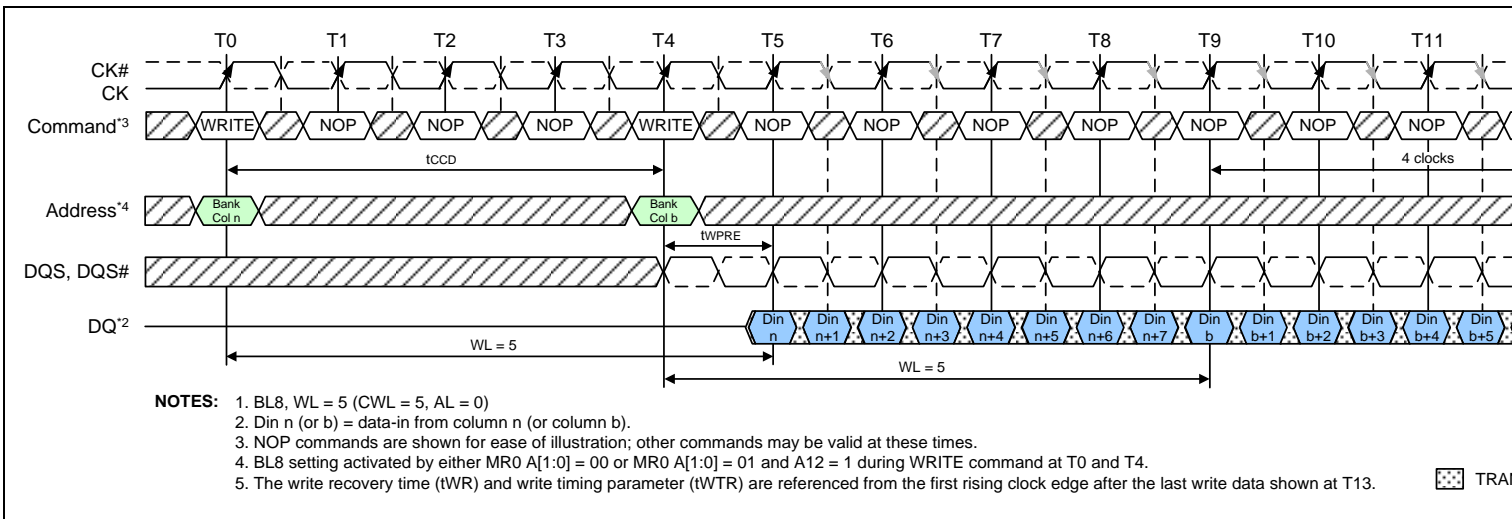 T0 T1 T2 T3 T4 T5 T6 T7 T8 T9 T10 T11
CK#
CK
Command*3 WRITE NOP NOP NOP WRITE NOP NOP NOP NOP NOP NOP NOP
tCCD 4 clocks
Address*4 Bank Col n Bank Col b
tWPRE
DQS, DQS#
DQ*2 Din n Din n+1 Din n+2 Din n+3 Din n+4 Din n+5 Din n+6 Din n+7 Din b Din b+1 Din b+2 Din b+3 Din b+4 Din b+5
WL = 5
WL = 5
NOTES: 1. BL8, WL = 5 (CWL = 5, AL = 0)
2. Din n (or b) = data-in from column n (or column b).
3. NOP commands are shown for ease of illustration; other commands may be valid at these times.
4. BL8 setting activated by either MR0 A[1:0] = 00 or MR0 A[1:0] = 01 and A12 = 1 during WRITE command at T0 and T4.
5. The write recovery time (tWR) and write timing parameter (tWTR) are referenced from the first rising clock edge after the last write data shown at T13.